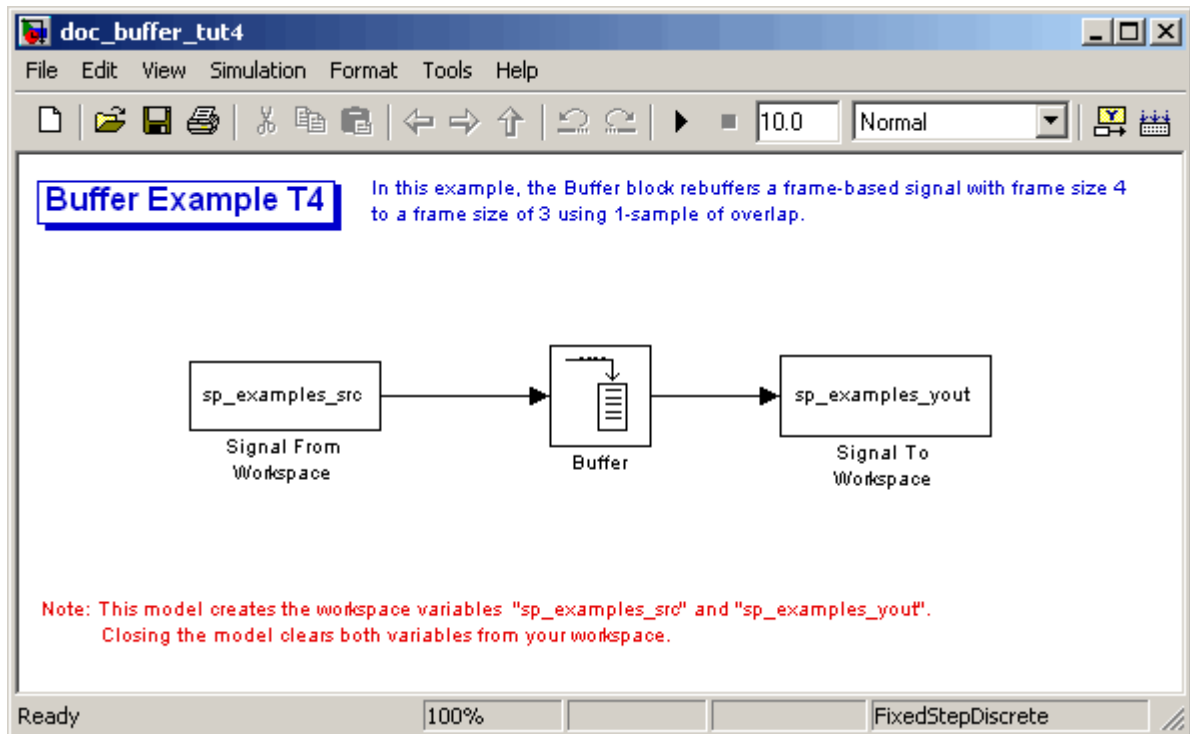 doc_buffer_tut4
File Edit View Simulation Format Tools Help
10.0 Normal
Buffer Example T4
In this example, the Buffer block rebuffers a frame-based signal with frame size 4
to a frame size of 3 using 1-sample of overlap.
sp_examples_src
Signal From
Workspace
Buffer
sp_examples_yout
Signal To
Workspace
Note: This model creates the workspace variables "sp_examples_src" and "sp_examples_yout".
Closing the model clears both variables from your workspace.
Ready 100% FixedStepDiscrete